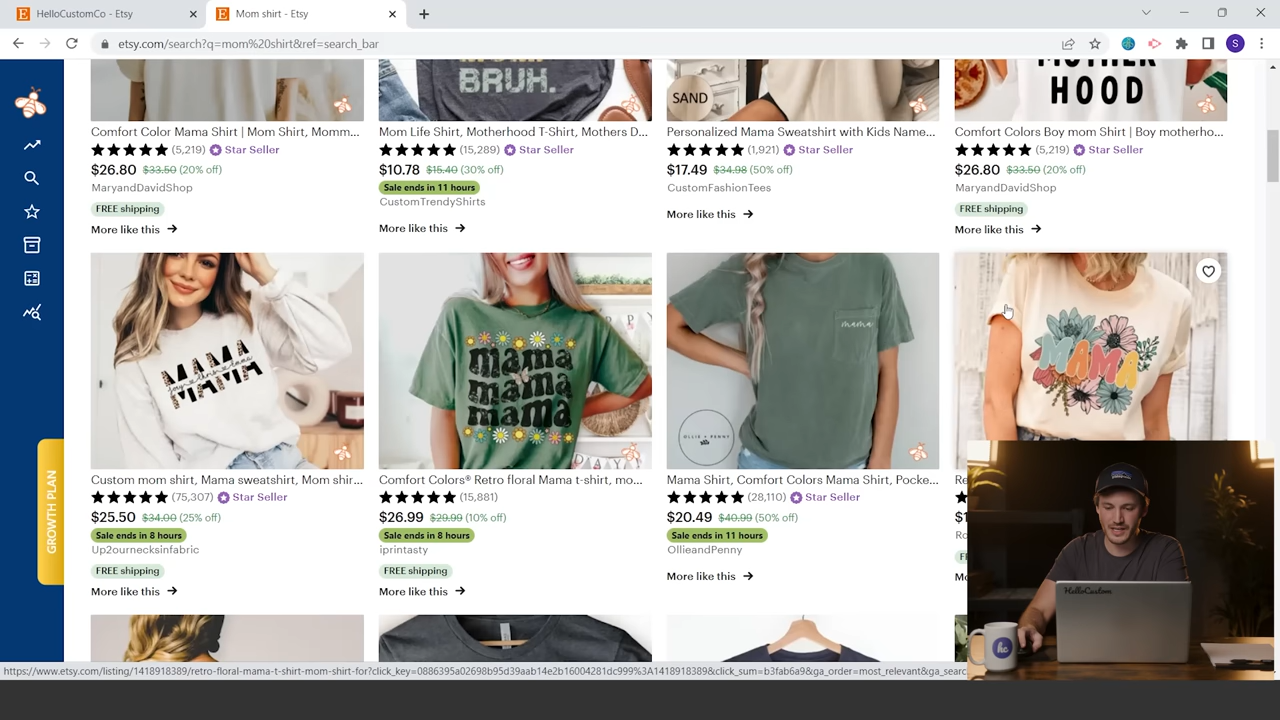 HelloCustomCo - Etsy
Mom shirt - Etsy
etsy.com/search?q=mom%20shirt&ref=search_bar
S
BRUH.
SAND
HOOD
Comfort Color Mama Shirt | Mom Shirt, Momm...
(5,219) Star Seller
$26.80 $33.50 (20% off)
MaryandDavidShop
FREE shipping
More like this →
Mom Life Shirt, Motherhood T-Shirt, Mothers D...
(15,289) Star Seller
$10.78 $15.40 (30% off)
Sale ends in 11 hours
CustomTrendyShirts
More like this →
Personalized Mama Sweatshirt with Kids Name...
(1,921) Star Seller
$17.49 $34.98 (50% off)
CustomFashionTees
More like this →
Comfort Colors Boy mom Shirt | Boy motherho...
(5,219) Star Seller
$26.80 $33.50 (20% off)
MaryandDavidShop
FREE shipping
More like this →
GROWTH PLAN
MAMA
mama
mama
mama
mama
OLLIE + PENNY
MAMA
Custom mom shirt, Mama sweatshirt, Mom shir...
(75,307) Star Seller
$25.50 $34.00 (25% off)
Sale ends in 8 hours
Up2ournecksinfabric
FREE shipping
More like this →
Comfort Colors® Retro floral Mama t-shirt, mo...
(15,881)
$26.99 $29.99 (10% off)
Sale ends in 8 hours
iprintasty
FREE shipping
More like this →
Mama Shirt, Comfort Colors Mama Shirt, Pocke...
(28,110) Star Seller
$20.49 $40.99 (50% off)
Sale ends in 11 hours
OllieandPenny
More like this →
HelloCustom
hc
https://www.etsy.com/listing/1418918389/retro-floral-mama-t-shirt-mom-shirt-for?click_key=0886395a02698b95d39aab14e2b16004281dc999%3A1418918389&click_sum=b3fab6a9&ga_order=most_relevant&ga_search